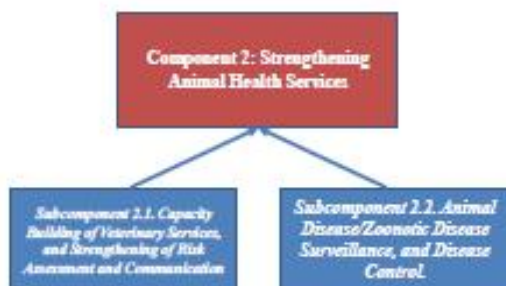 Component 2: Strengthening
Animal Health Services
Subcomponent 2.1. Capacity
Building of Veterinary Services,
and Strengthening of Risk
Assessment and Communication
Subcomponent 2.2. Animal
Disease/Zoonotic Disease
Surveillance, and Disease
Control.